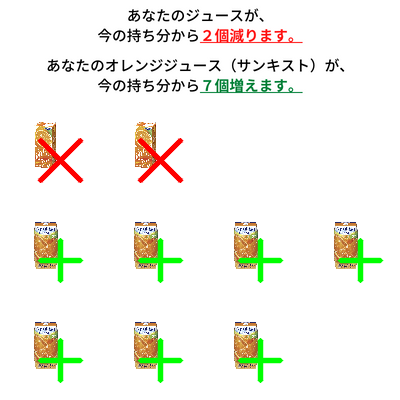 あなたのジュースが、
今の持ち分から２個減ります。
あなたのオレンジジュース（サンキスト）が、
今の持ち分から７個増えます。